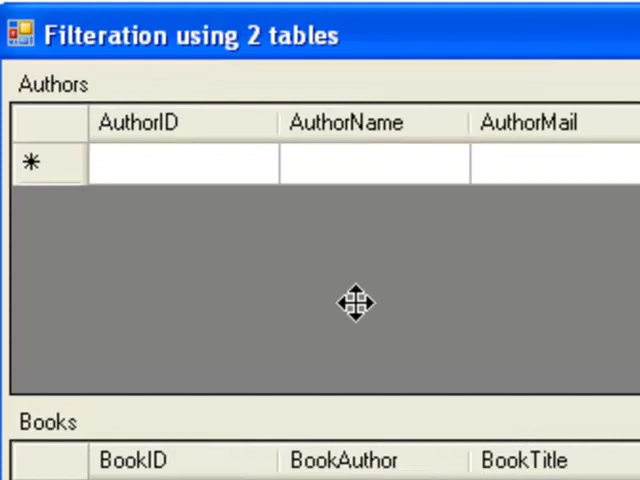 Filteration using 2 tables
Authors
AuthorID AuthorName AuthorMail
Books
BookID BookAuthor BookTitle